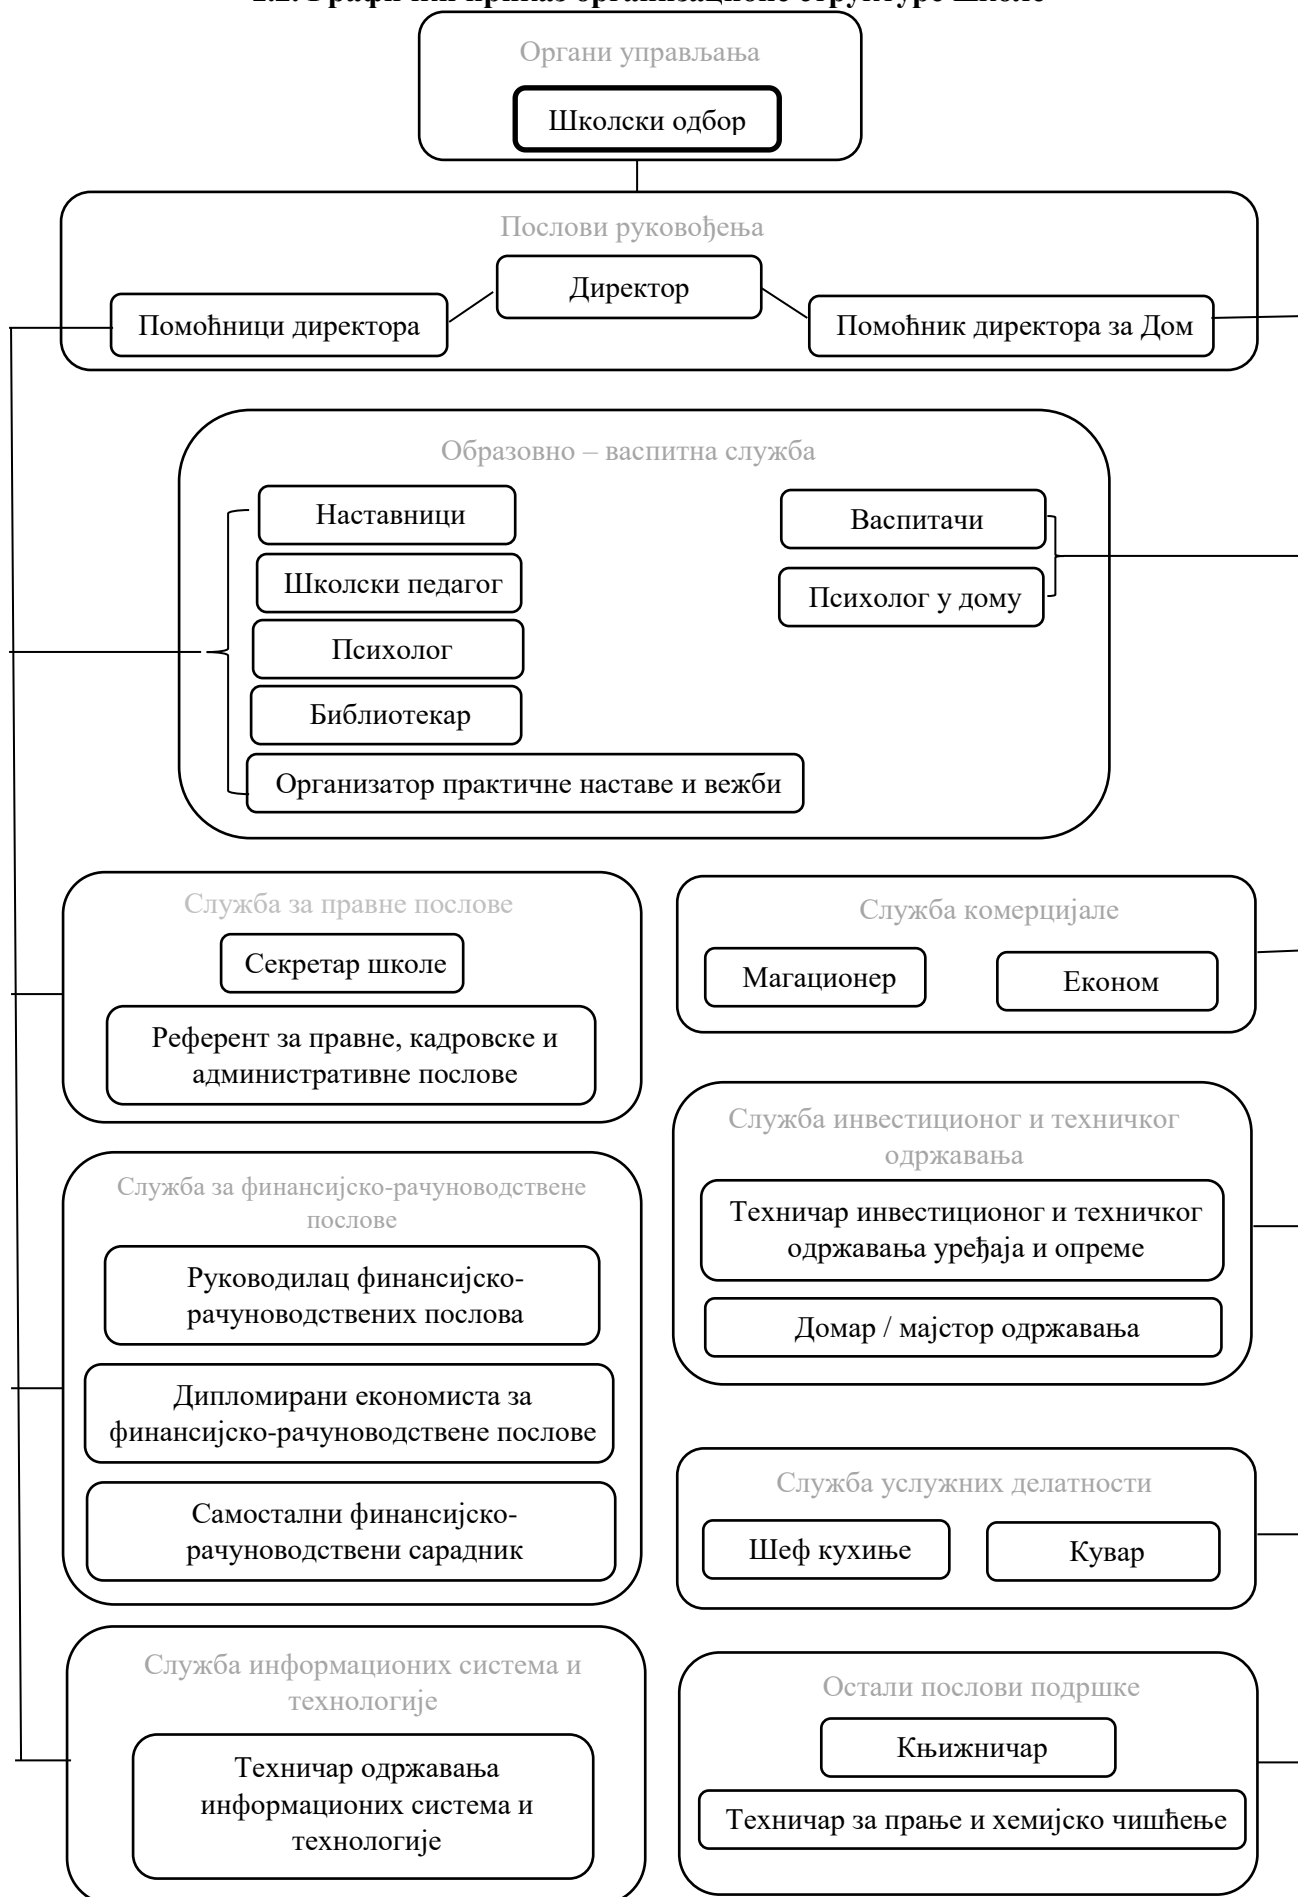 Органи управљања
Школски одбор
Послови руковођења
Директор
Помоћници директора
Помоћник директора за Дом
Образовно – васпитна служба
Наставници
Школски педагог
Психолог
Библиотекар
Организатор практичне наставе и вежби
Васпитачи
Психолог у дому
Служба за правне послове
Секретар школе
Референт за правне, кадровске и
административне послове
Служба комерцијале
Магационер
Економ
Служба за финансијско-рачуноводствене
послове
Руководилац финансијско-
рачуноводствених послова
Дипломирани економиста за
финансијско-рачуноводствене послове
Самостални финансијско-
рачуноводствени сарадник
Служба инвестиционог и техничког
одржавања
Техничар инвестиционог и техничког
одржавања уређаја и опреме
Домар / мајстор одржавања
Служба услужних делатности
Шеф кухиње
Кувар
Служба информационих система и
технологије
Техничар одржавања
информационих система и
технологије
Остали послови подршке
Књижничар
Техничар за прање и хемијско чишћење